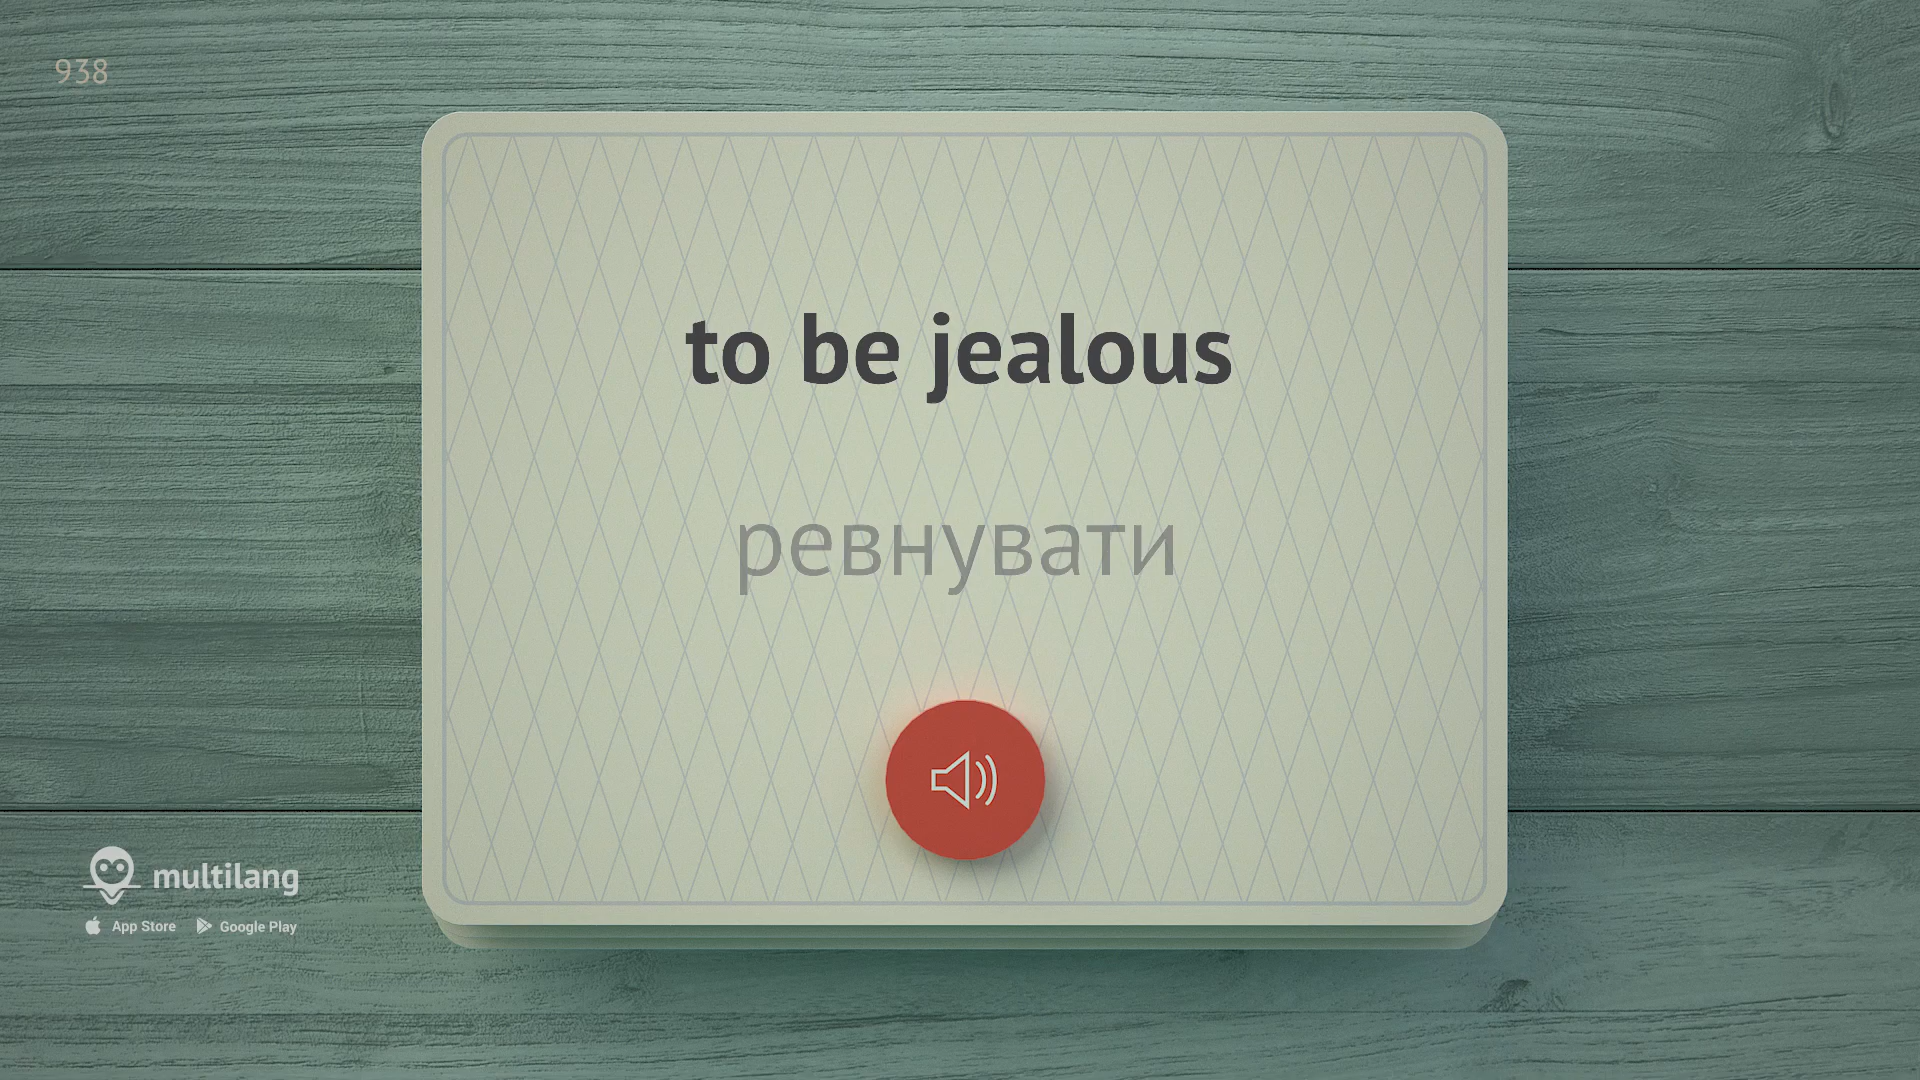 938
to be jealous
ревнувати
multilang
App Store Google Play